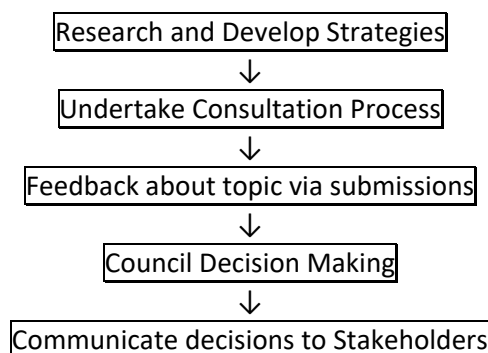 Research and Develop Strategies
↓
Undertake Consultation Process
↓
Feedback about topic via submissions
↓
Council Decision Making
↓
Communicate decisions to Stakeholders